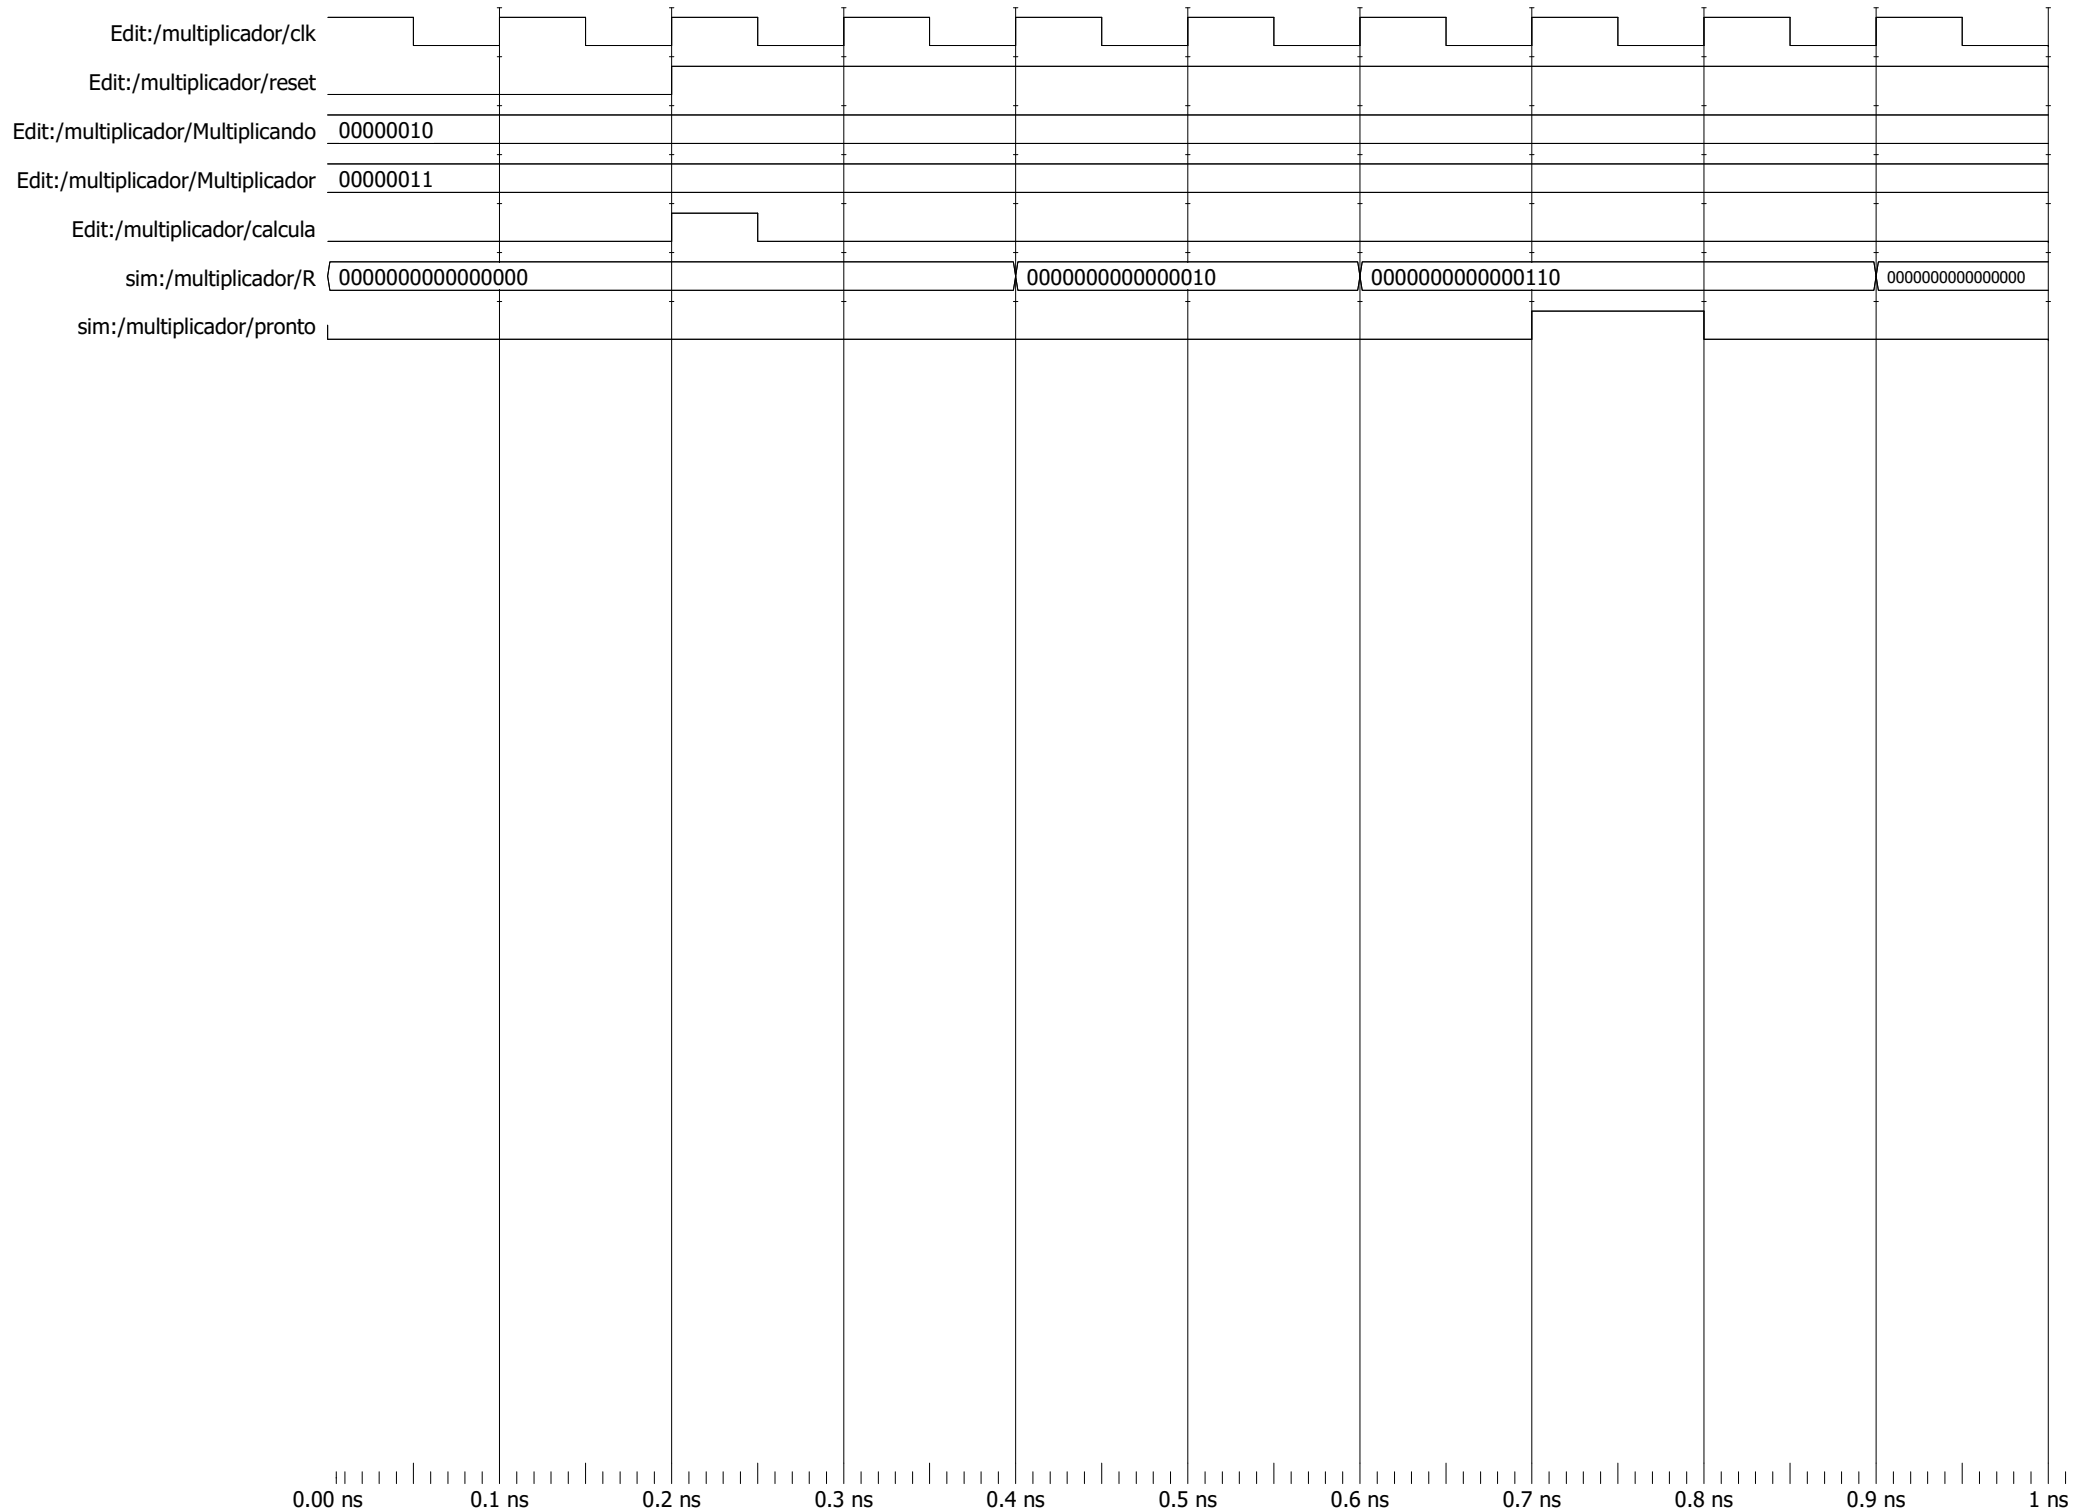 Edit:/multiplicador/clk
Edit:/multiplicador/reset
Edit:/multiplicador/Multiplicando 00000010
Edit:/multiplicador/Multiplicador 00000011
Edit:/multiplicador/calcula
sim:/multiplicador/R 0000000000000000 0000000000000010 0000000000000110 0000000000000000
sim:/multiplicador/pronto
0.00 ns 0.1 ns 0.2 ns 0.3 ns 0.4 ns 0.5 ns 0.6 ns 0.7 ns 0.8 ns 0.9 ns 1 ns